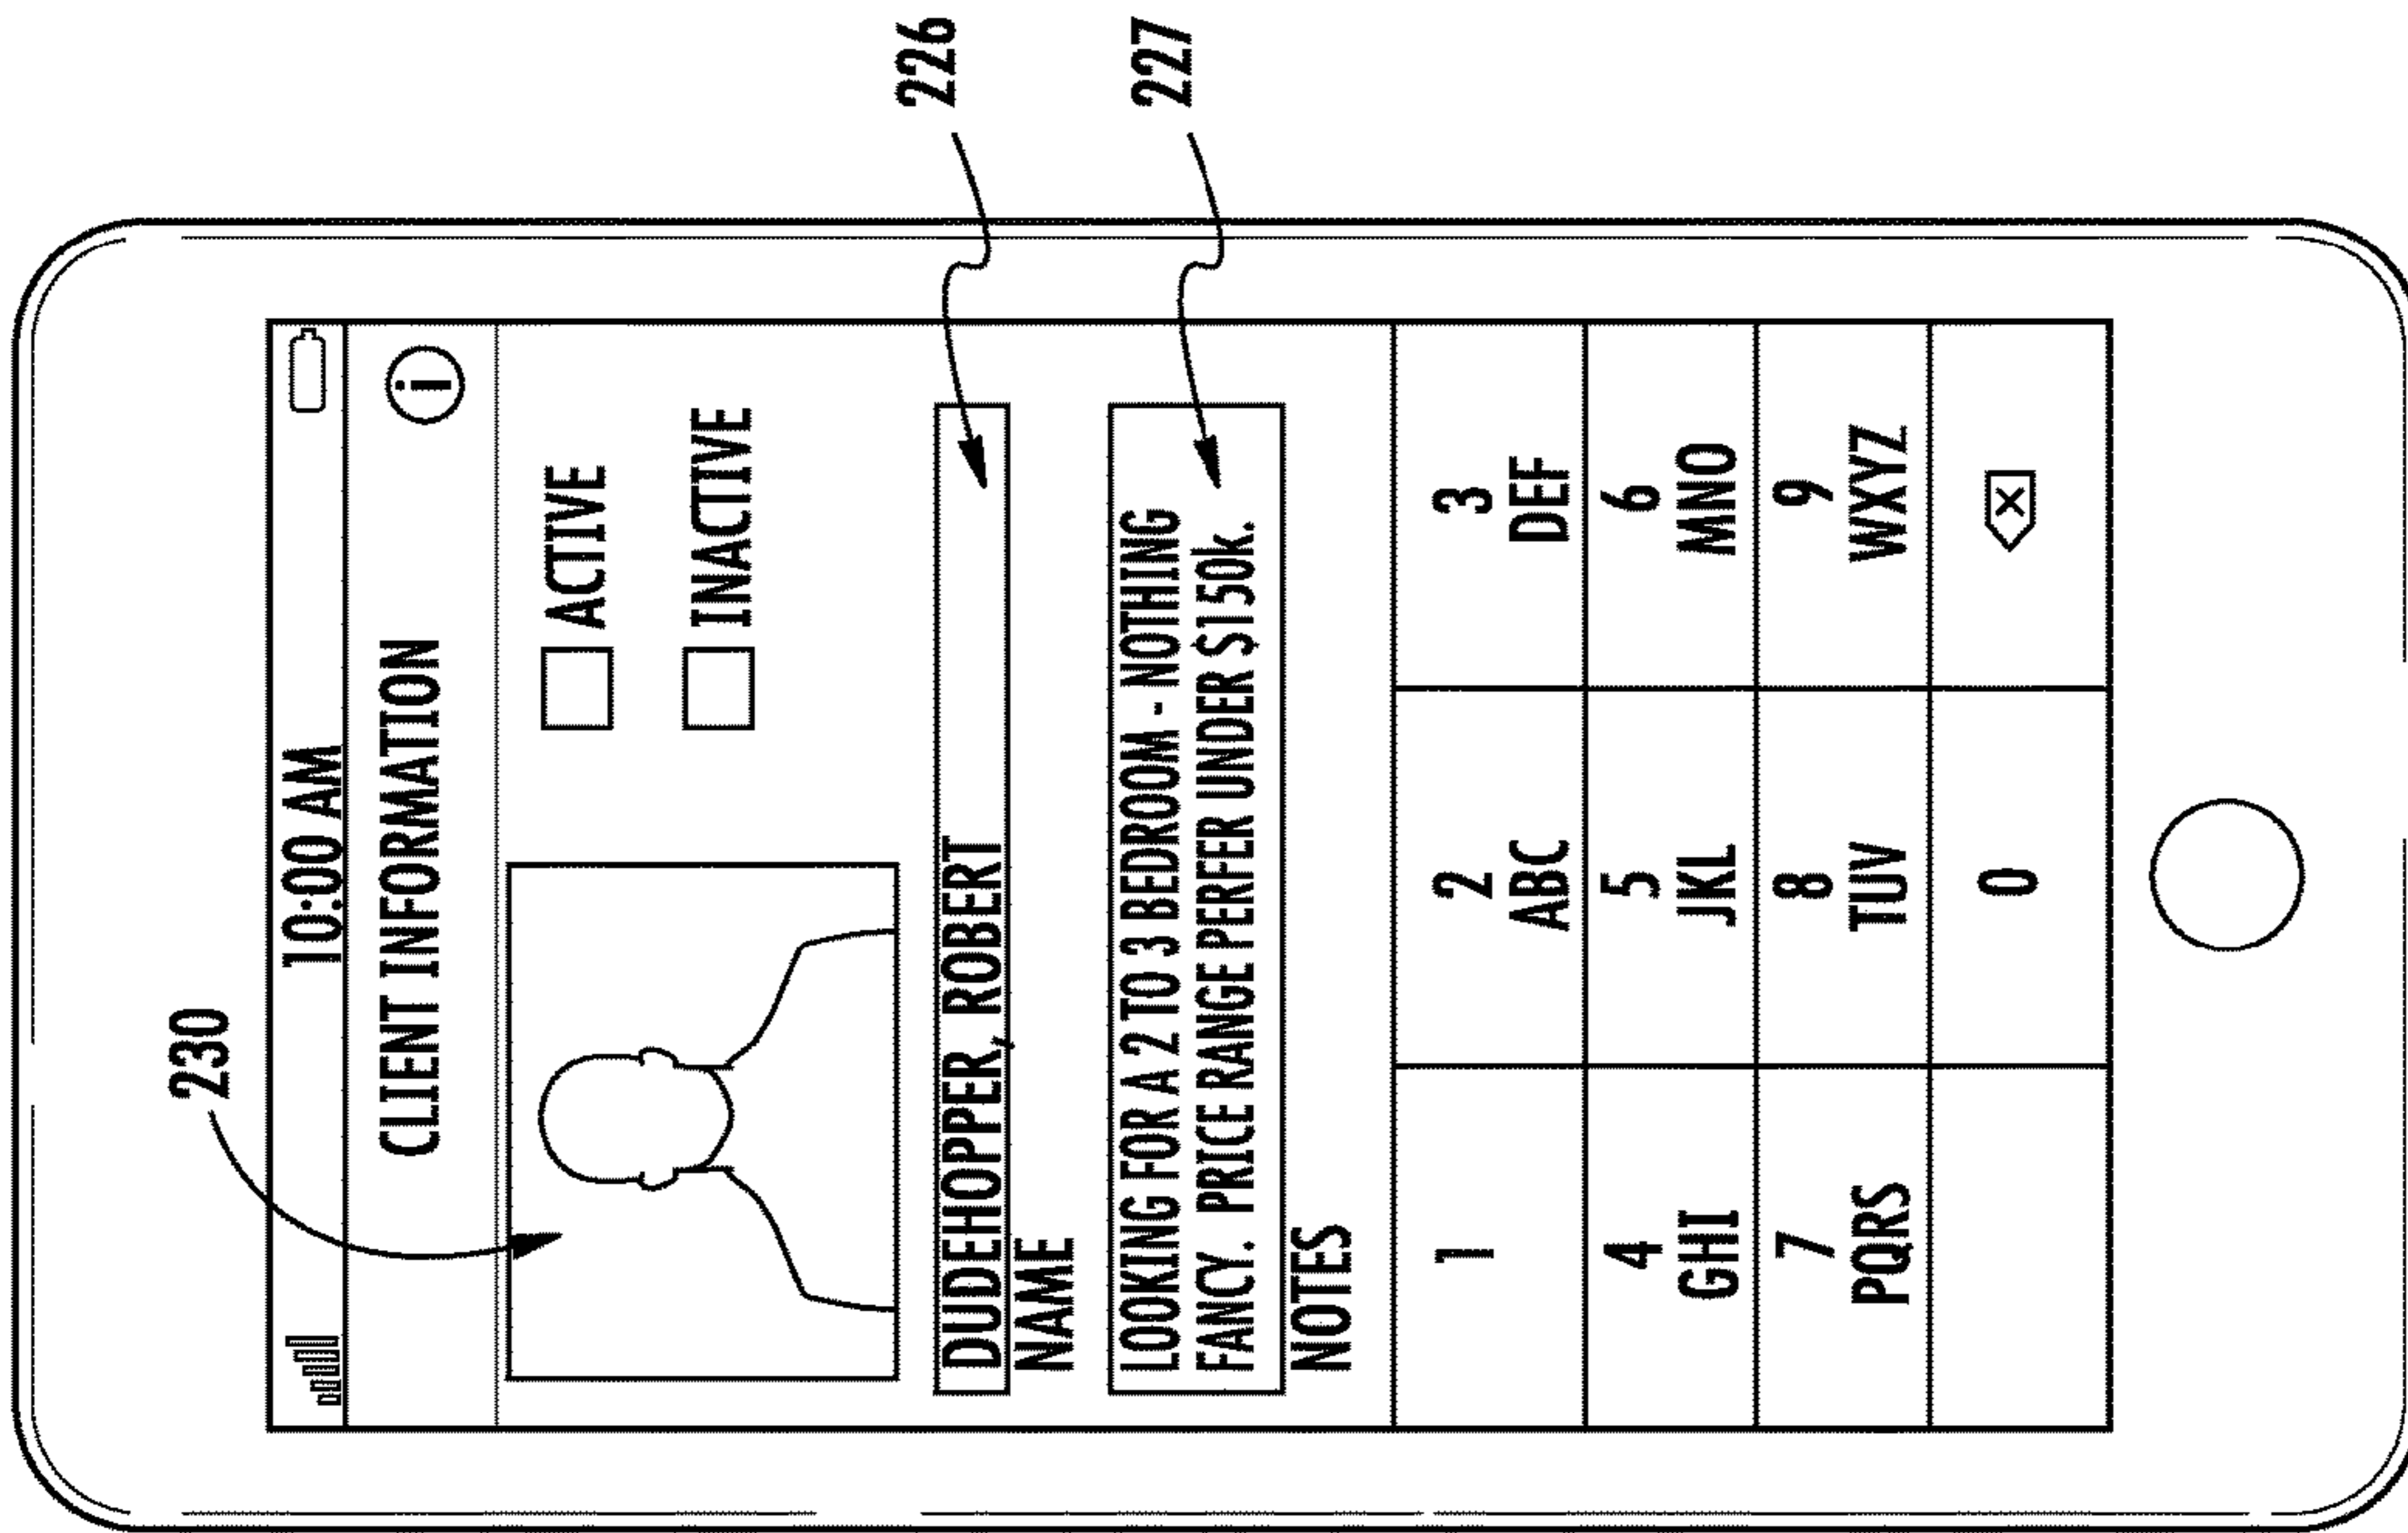 230
10:00 AM
CLIENT INFORMATION
i
ACTIVE
INACTIVE
DUDEHOPPER, ROBERT
NAME
226
LOOKING FOR A 2 TO 3 BEDROOM - NOTHING
FANCY. PRICE RANGE PERFER UNDER $150k.
NOTES
227
1
2
ABC
3
DEF
4
GHI
5
JKL
6
MNO
7
PQRS
8
TUV
9
WXYZ
0